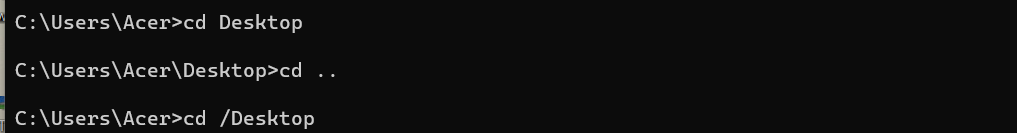 C:\Users\Acer>cd Desktop
C:\Users\Acer\Desktop>cd ..
C:\Users\Acer>cd /Desktop